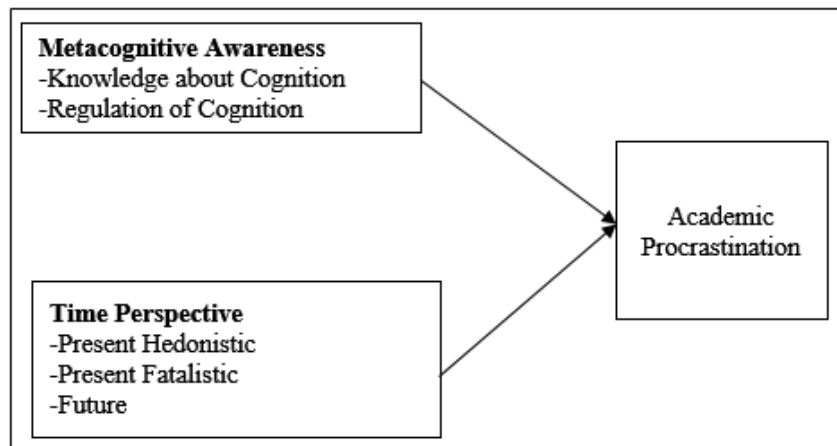 Metacognitive Awareness
-Knowledge about Cognition
-Regulation of Cognition
Academic
Procrastination
Time Perspective
-Present Hedonistic
-Present Fatalistic
-Future